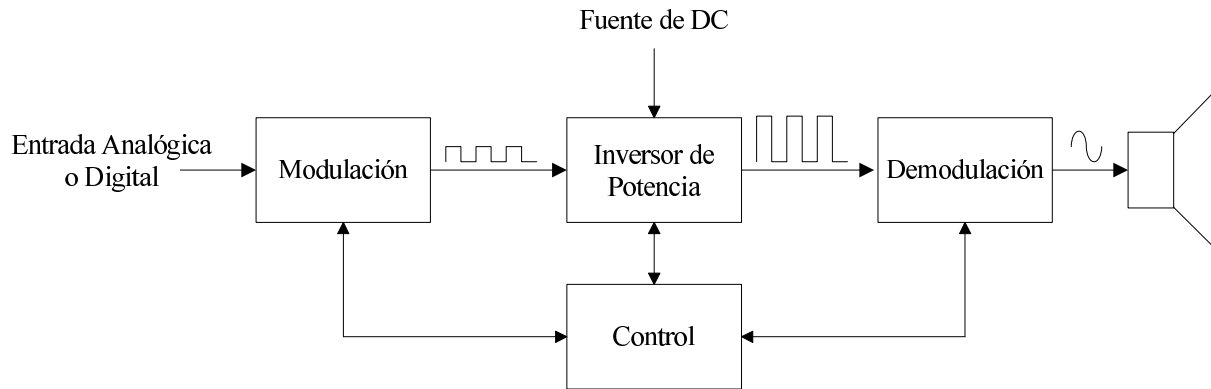 Fuente de DC
Entrada Analógica
o Digital
Modulación
Inversor de
Potencia
Demodulación
Control